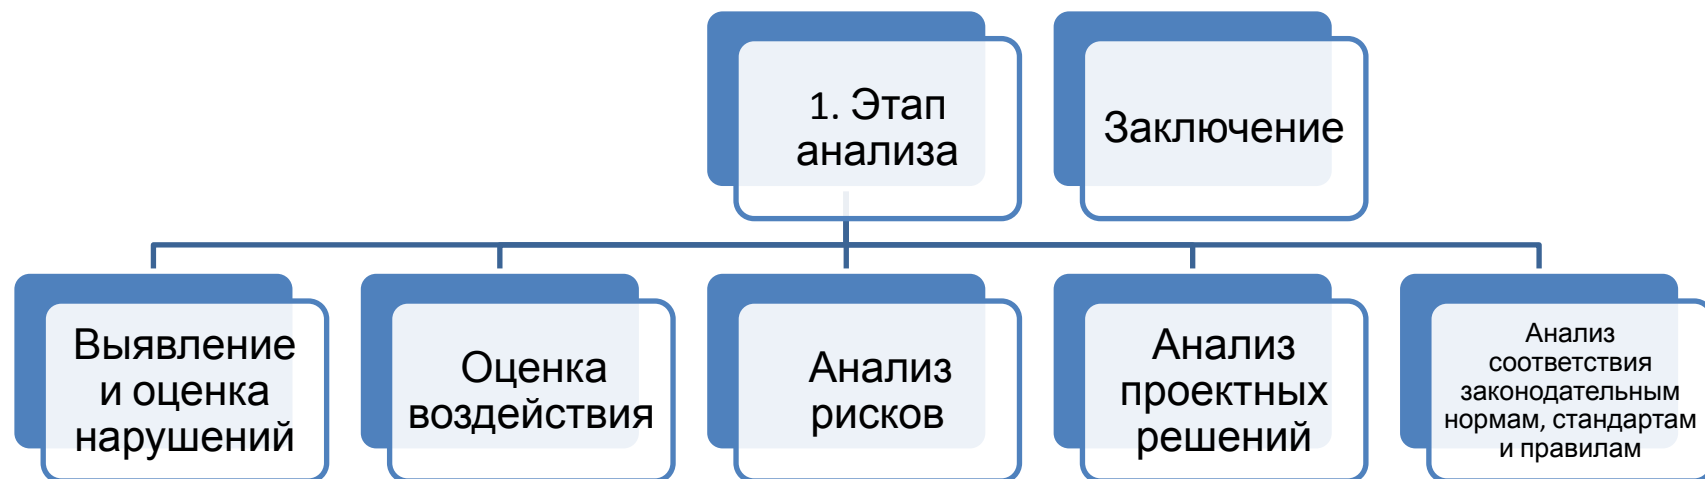 1. Этап
анализа
Заключение
Выявление
и оценка
нарушений
Оценка
воздействия
Анализ
рисков
Анализ
проектных
решений
Анализ
соответствия
законодательным
нормам, стандартам
и правилам